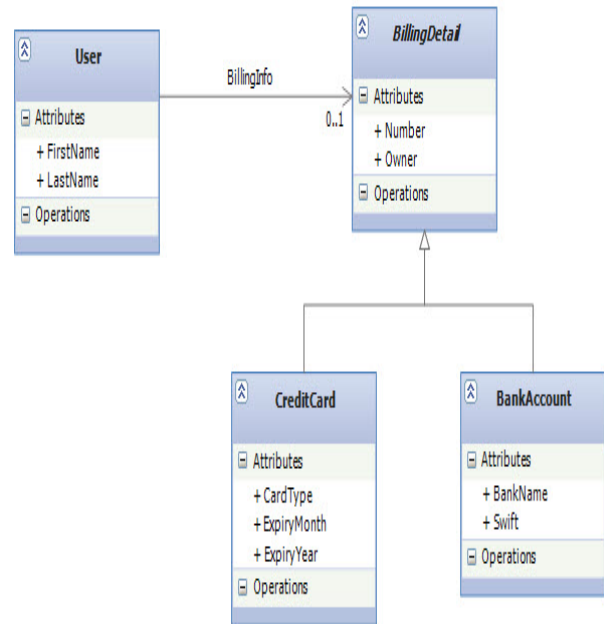 User
Attributes
+ FirstName
+ LastName
Operations
BillingInfo
0..1
BillingDetail
Attributes
+ Number
+ Owner
Operations
CreditCard
Attributes
+ CardType
+ ExpiryMonth
+ ExpiryYear
Operations
BankAccount
Attributes
+ BankName
+ Swift
Operations